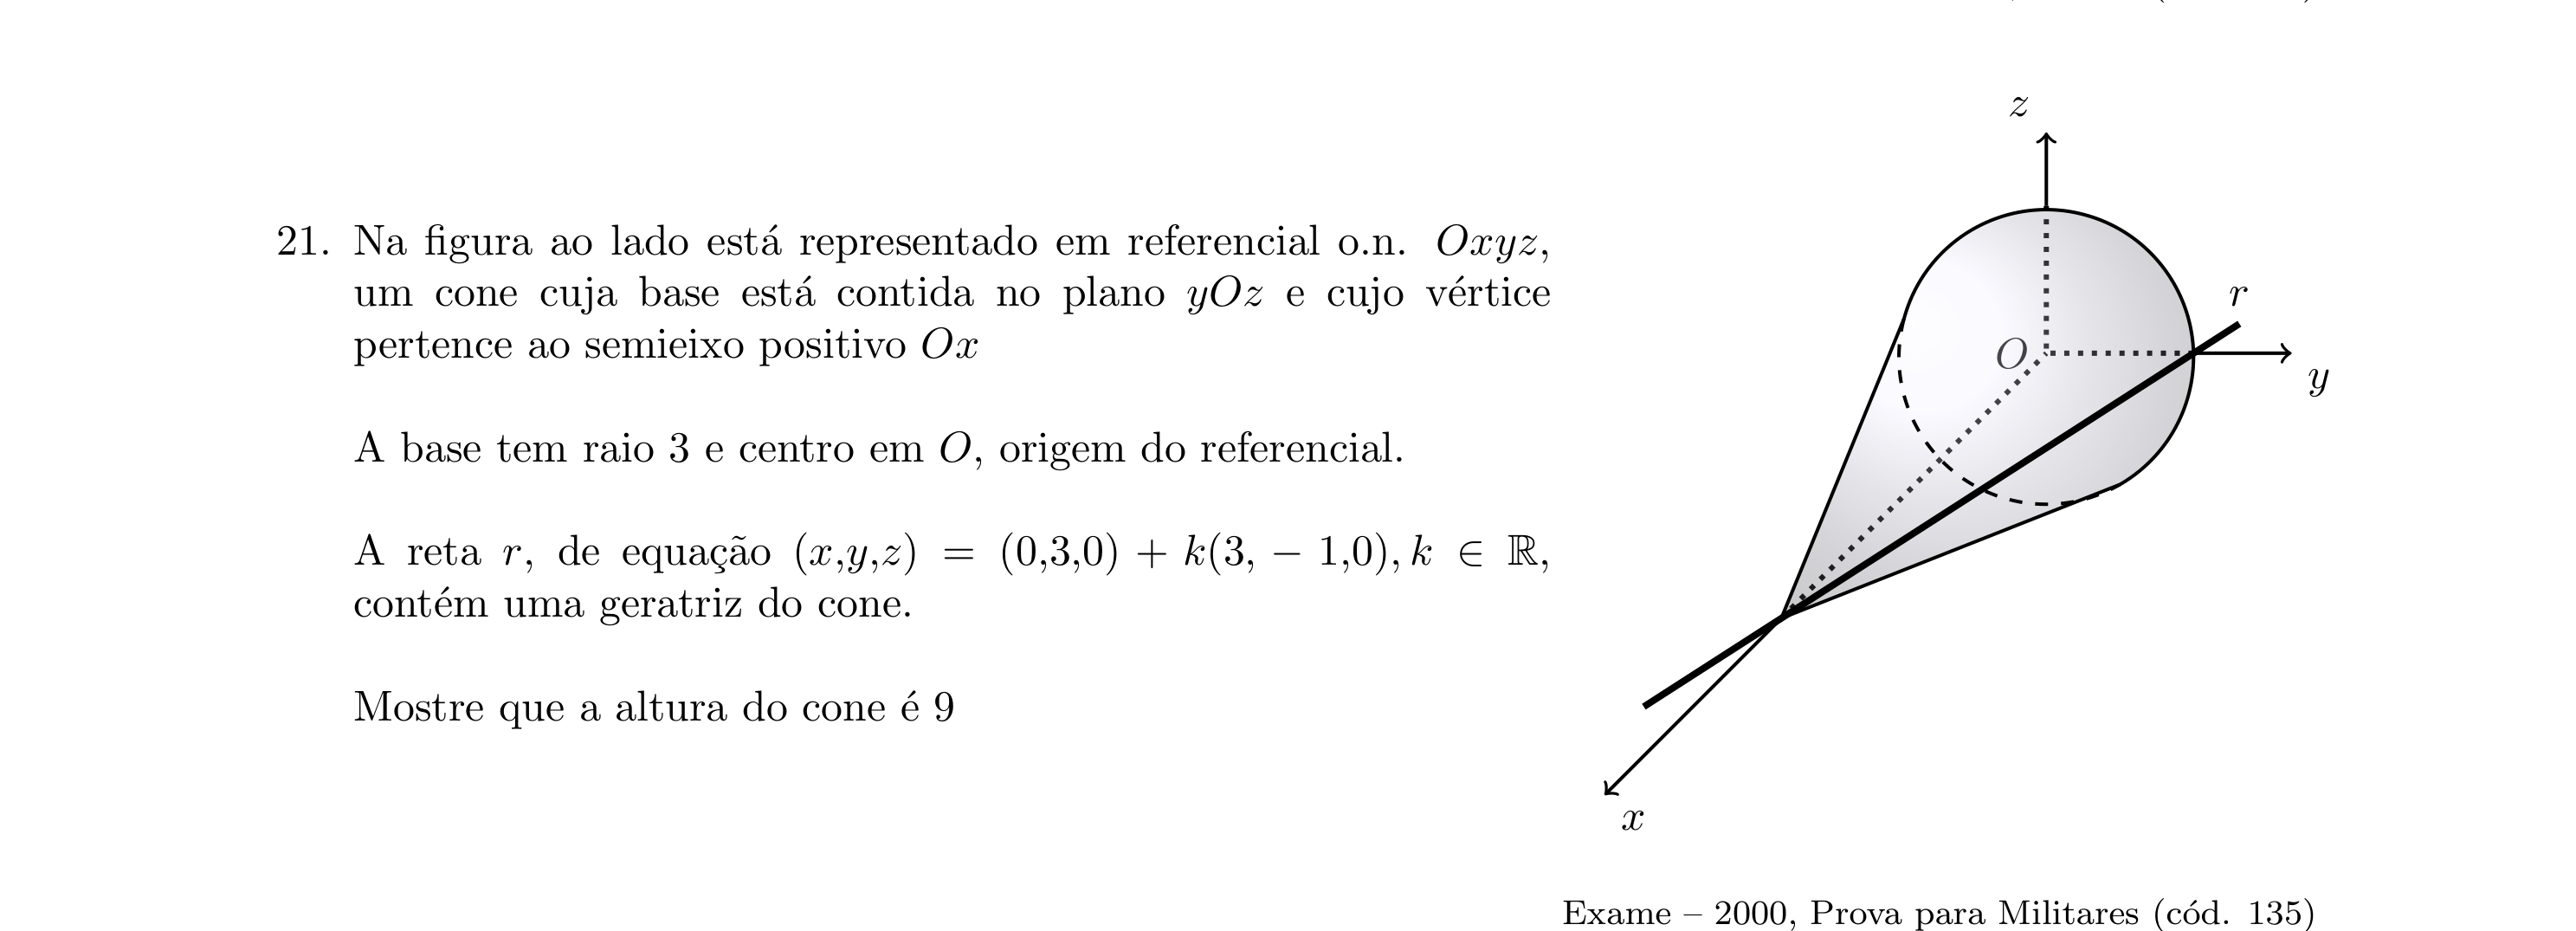 z
21. Na figura ao lado está representado em referencial o.n. Oxyz,
um cone cuja base está contida no plano yOz e cujo vértice
pertence ao semieixo positivo Ox
r
O
y
A base tem raio 3 e centro em O, origem do referencial.
A reta r, de equação (x,y,z) = (0,3,0) + k(3, − 1,0), k ∈ ℝ,
contém uma geratriz do cone.
Mostre que a altura do cone é 9
x
Exame – 2000, Prova para Militares (cód. 135)